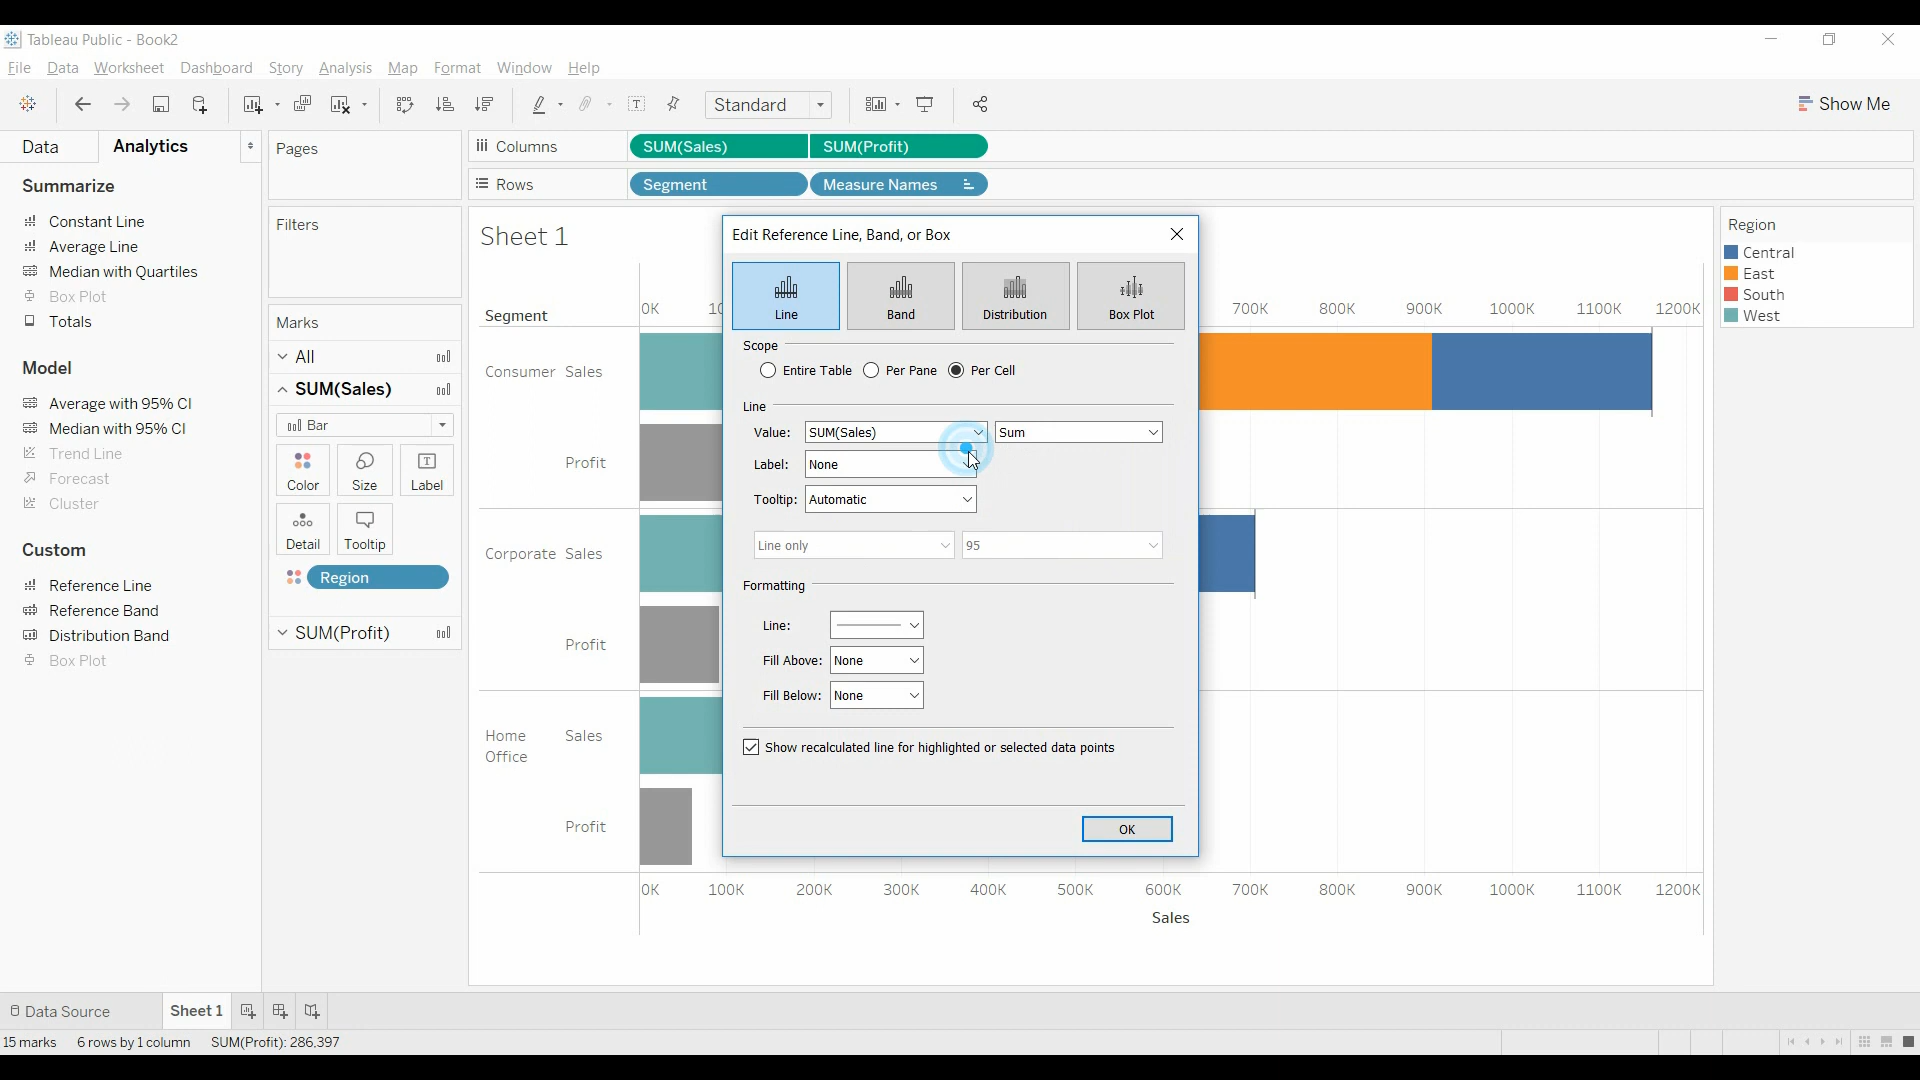 Tableau Public - Book2
File Data Worksheet Dashboard Story Analysis Map Format Window Help
Standard
Show Me
Data Analytics
Summarize
Constant Line
Average Line
Median with Quartiles
Box Plot
Totals
Model
Average with 95% CI
Median with 95% CI
Trend Line
Forecast
Cluster
Custom
Reference Line
Reference Band
Distribution Band
Box Plot
Pages
Filters
Marks
All
SUM(Sales)
Bar
Color Size Label
Detail Tooltip
Region
SUM(Profit)
Columns SUM(Sales) SUM(Profit)
Rows Segment Measure Names
Sheet 1
Segment
0K 10 700K 800K 900K 1000K 1100K 1200K
Consumer Sales
Profit
Corporate Sales
Profit
Home Office Sales
Profit
0K 100K 200K 300K 400K 500K 600K 700K 800K 900K 1000K 1100K 1200K
Sales
Edit Reference Line, Band, or Box
Line Band Distribution Box Plot
Scope
Entire Table Per Pane Per Cell
Line
Value: SUM(Sales) Sum
Label: None
Tooltip: Automatic
Line only 95
Formatting
Line:
Fill Above: None
Fill Below: None
Show recalculated line for highlighted or selected data points
OK
Region
Central
East
South
West
Data Source Sheet 1
15 marks 6 rows by 1 column SUM(Profit): 286,397